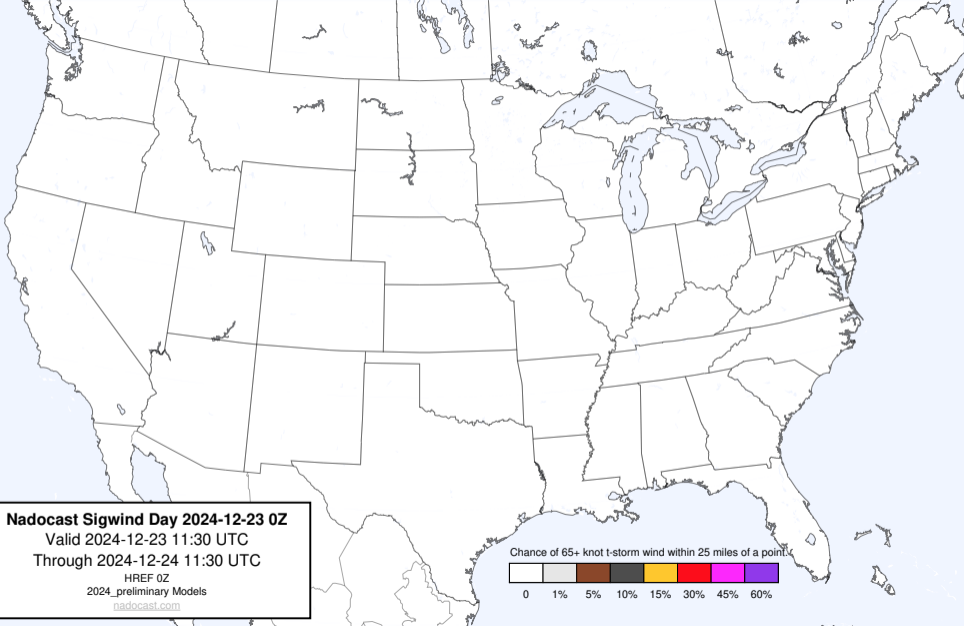 Nadocast Sigwind Day 2024-12-23 0Z
Valid 2024-12-23 11:30 UTC
Through 2024-12-24 11:30 UTC
HREF 0Z
2024_preliminary Models
nadocast.com
Chance of 65+ knot t-storm wind within 25 miles of a point.
0 1% 5% 10% 15% 30% 45% 60%